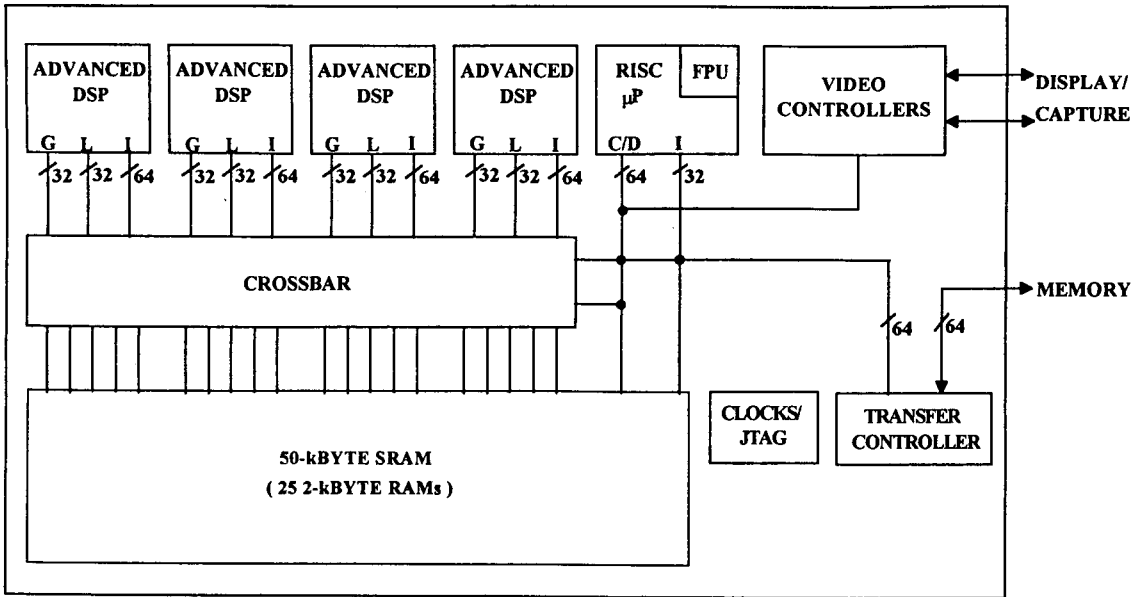 ADVANCED
DSP
G L I
32 32 64
ADVANCED
DSP
G L I
32 32 64
ADVANCED
DSP
G L I
32 32 64
ADVANCED
DSP
G L I
32 32 64
RISC
μP
FPU
C/D I
64 32
VIDEO
CONTROLLERS
DISPLAY/
CAPTURE
CROSSBAR
MEMORY
64 64
50-kBYTE SRAM
( 25 2-kBYTE RAMs )
CLOCKS/
JTAG
TRANSFER
CONTROLLER